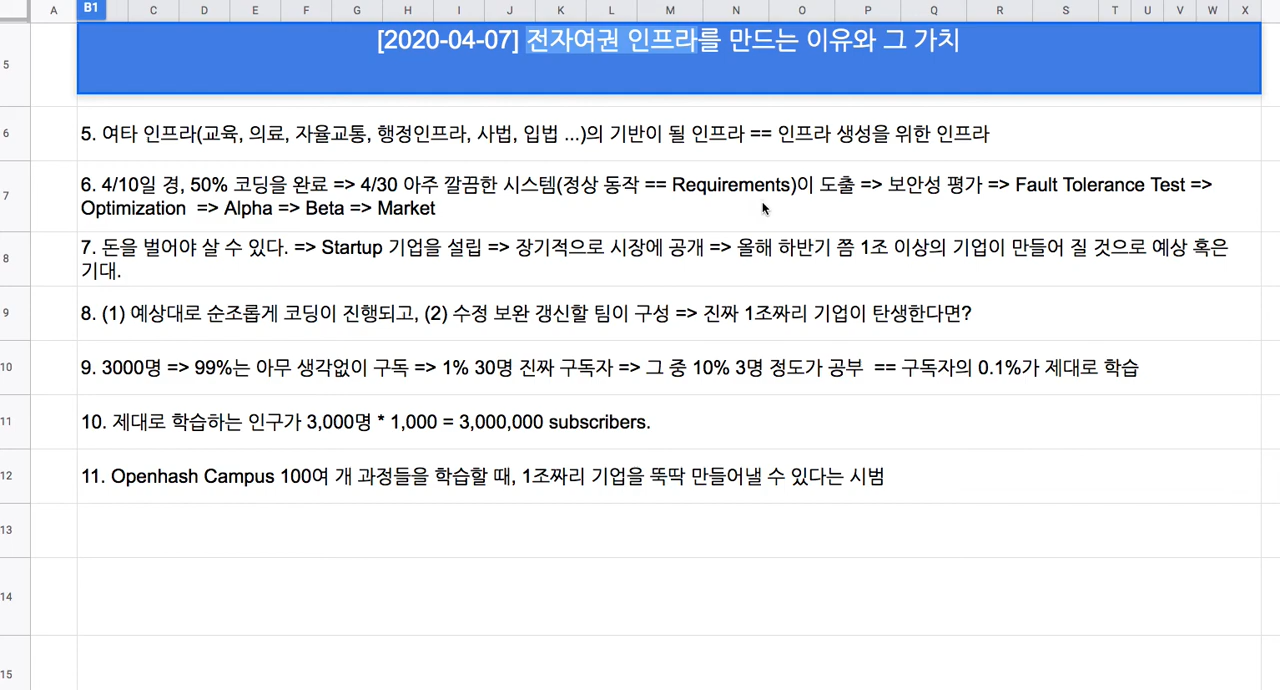 B1
A C D E F G H I J K L M N O P Q R S T U V W X
5 [2020-04-07] 전자여권 인프라를 만드는 이유와 그 가치
6 5. 여타 인프라(교육, 의료, 자율교통, 행정인프라, 사법, 입법 ...)의 기반이 될 인프라 == 인프라 생성을 위한 인프라
7 6. 4/10일 경, 50% 코딩을 완료 => 4/30 아주 깔끔한 시스템(정상 동작 == Requirements)이 도출 => 보안성 평가 => Fault Tolerance Test =>
Optimization => Alpha => Beta => Market
8 7. 돈을 벌어야 살 수 있다. => Startup 기업을 설립 => 장기적으로 시장에 공개 => 올해 하반기 쯤 1조 이상의 기업이 만들어 질 것으로 예상 혹은
기대.
9 8. (1) 예상대로 순조롭게 코딩이 진행되고, (2) 수정 보완 갱신할 팀이 구성 => 진짜 1조짜리 기업이 탄생한다면?
10 9. 3000명 => 99%는 아무 생각없이 구독 => 1% 30명 진짜 구독자 => 그 중 10% 3명 정도가 공부 == 구독자의 0.1%가 제대로 학습
11 10. 제대로 학습하는 인구가 3,000명 * 1,000 = 3,000,000 subscribers.
12 11. Openhash Campus 100여 개 과정들을 학습할 때, 1조짜리 기업을 뚝딱 만들어낼 수 있다는 시범
13
14
15